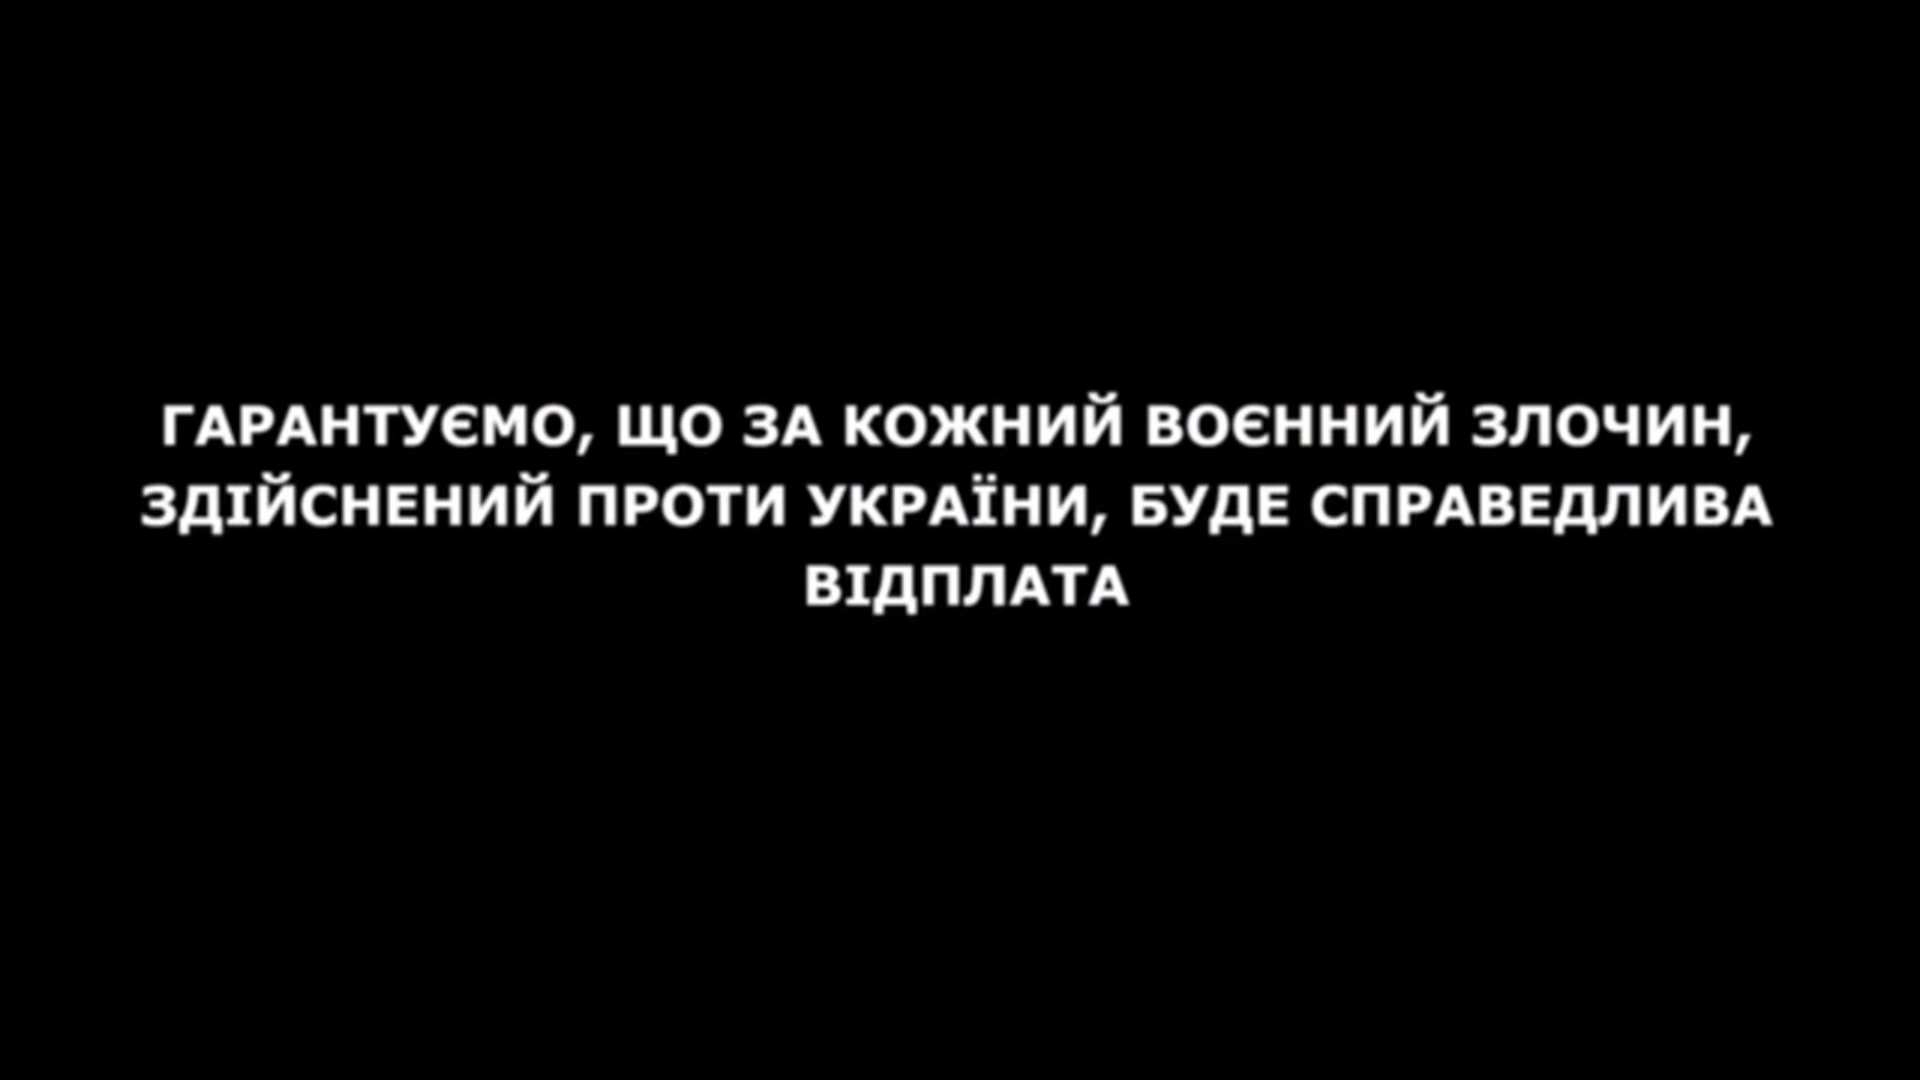 ГАРАНТУЄМО, ЩО ЗА КОЖНИЙ ВОЄННИЙ ЗЛОЧИН,
ЗДІЙСНЕНИЙ ПРОТИ УКРАЇНИ, БУДЕ СПРАВЕДЛИВА
ВІДПЛАТА